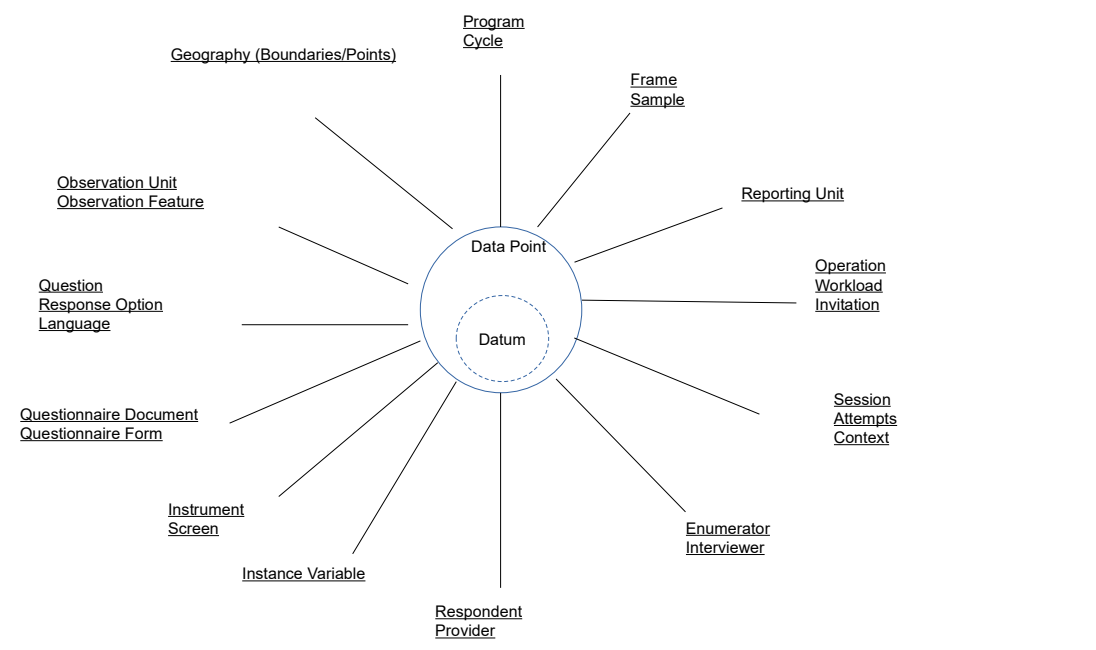 Program
Cycle
Geography (Boundaries/Points)
Frame
Sample
Observation Unit
Observation Feature
Reporting Unit
Data Point
Operation
Workload
Invitation
Question
Response Option
Language
Datum
Session
Attempts
Context
Questionnaire Document
Questionnaire Form
Instrument
Screen
Enumerator
Interviewer
Instance Variable
Respondent
Provider